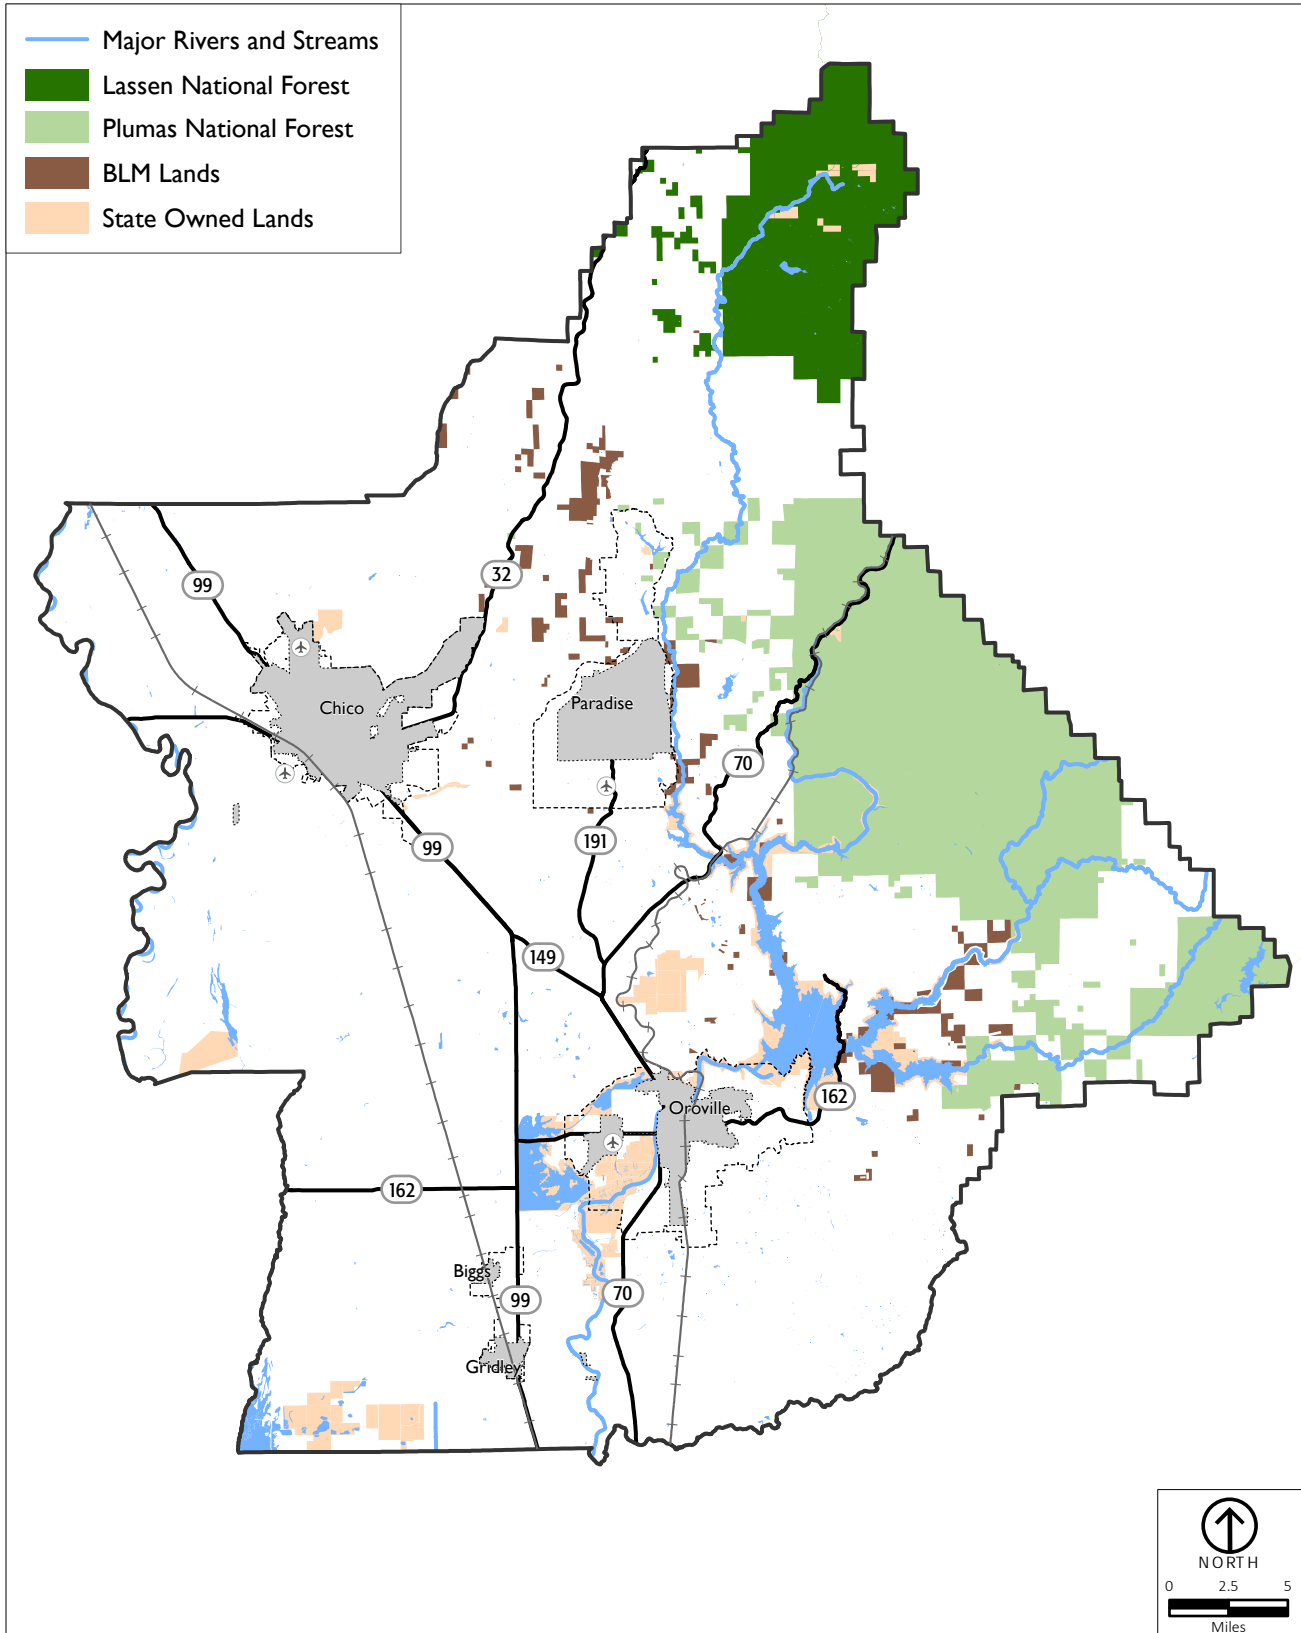 Major Rivers and Streams
Lassen National Forest
Plumas National Forest
BLM Lands
State Owned Lands
99
32
Chico
Paradise
70
99
191
149
162
Oroville
162
Biggs
99
70
Gridley
NORTH
0 2.5 5
Miles